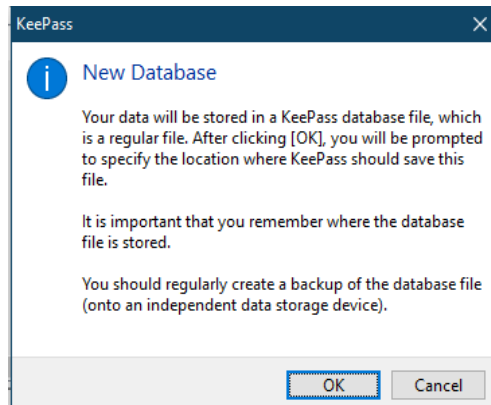 KeePass
New Database
Your data will be stored in a KeePass database file, which
is a regular file. After clicking [OK], you will be prompted
to specify the location where KeePass should save this
file.
It is important that you remember where the database
file is stored.
You should regularly create a backup of the database file
(onto an independent data storage device).
OK Cancel